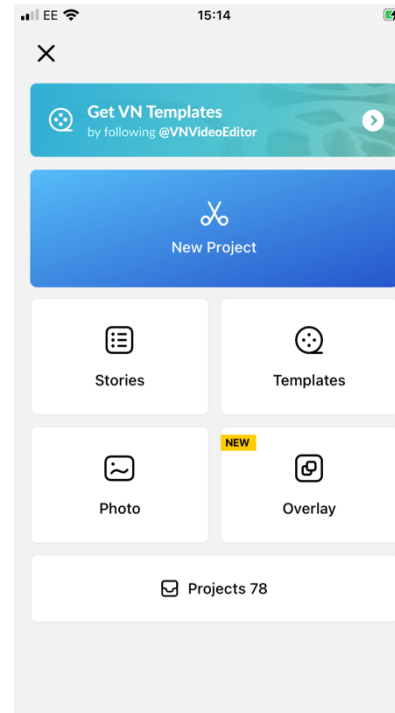 EE 15:14
Get VN Templates
by following @VNVideoEditor
New Project
Stories
Templates
Photo
NEW
Overlay
Projects 78